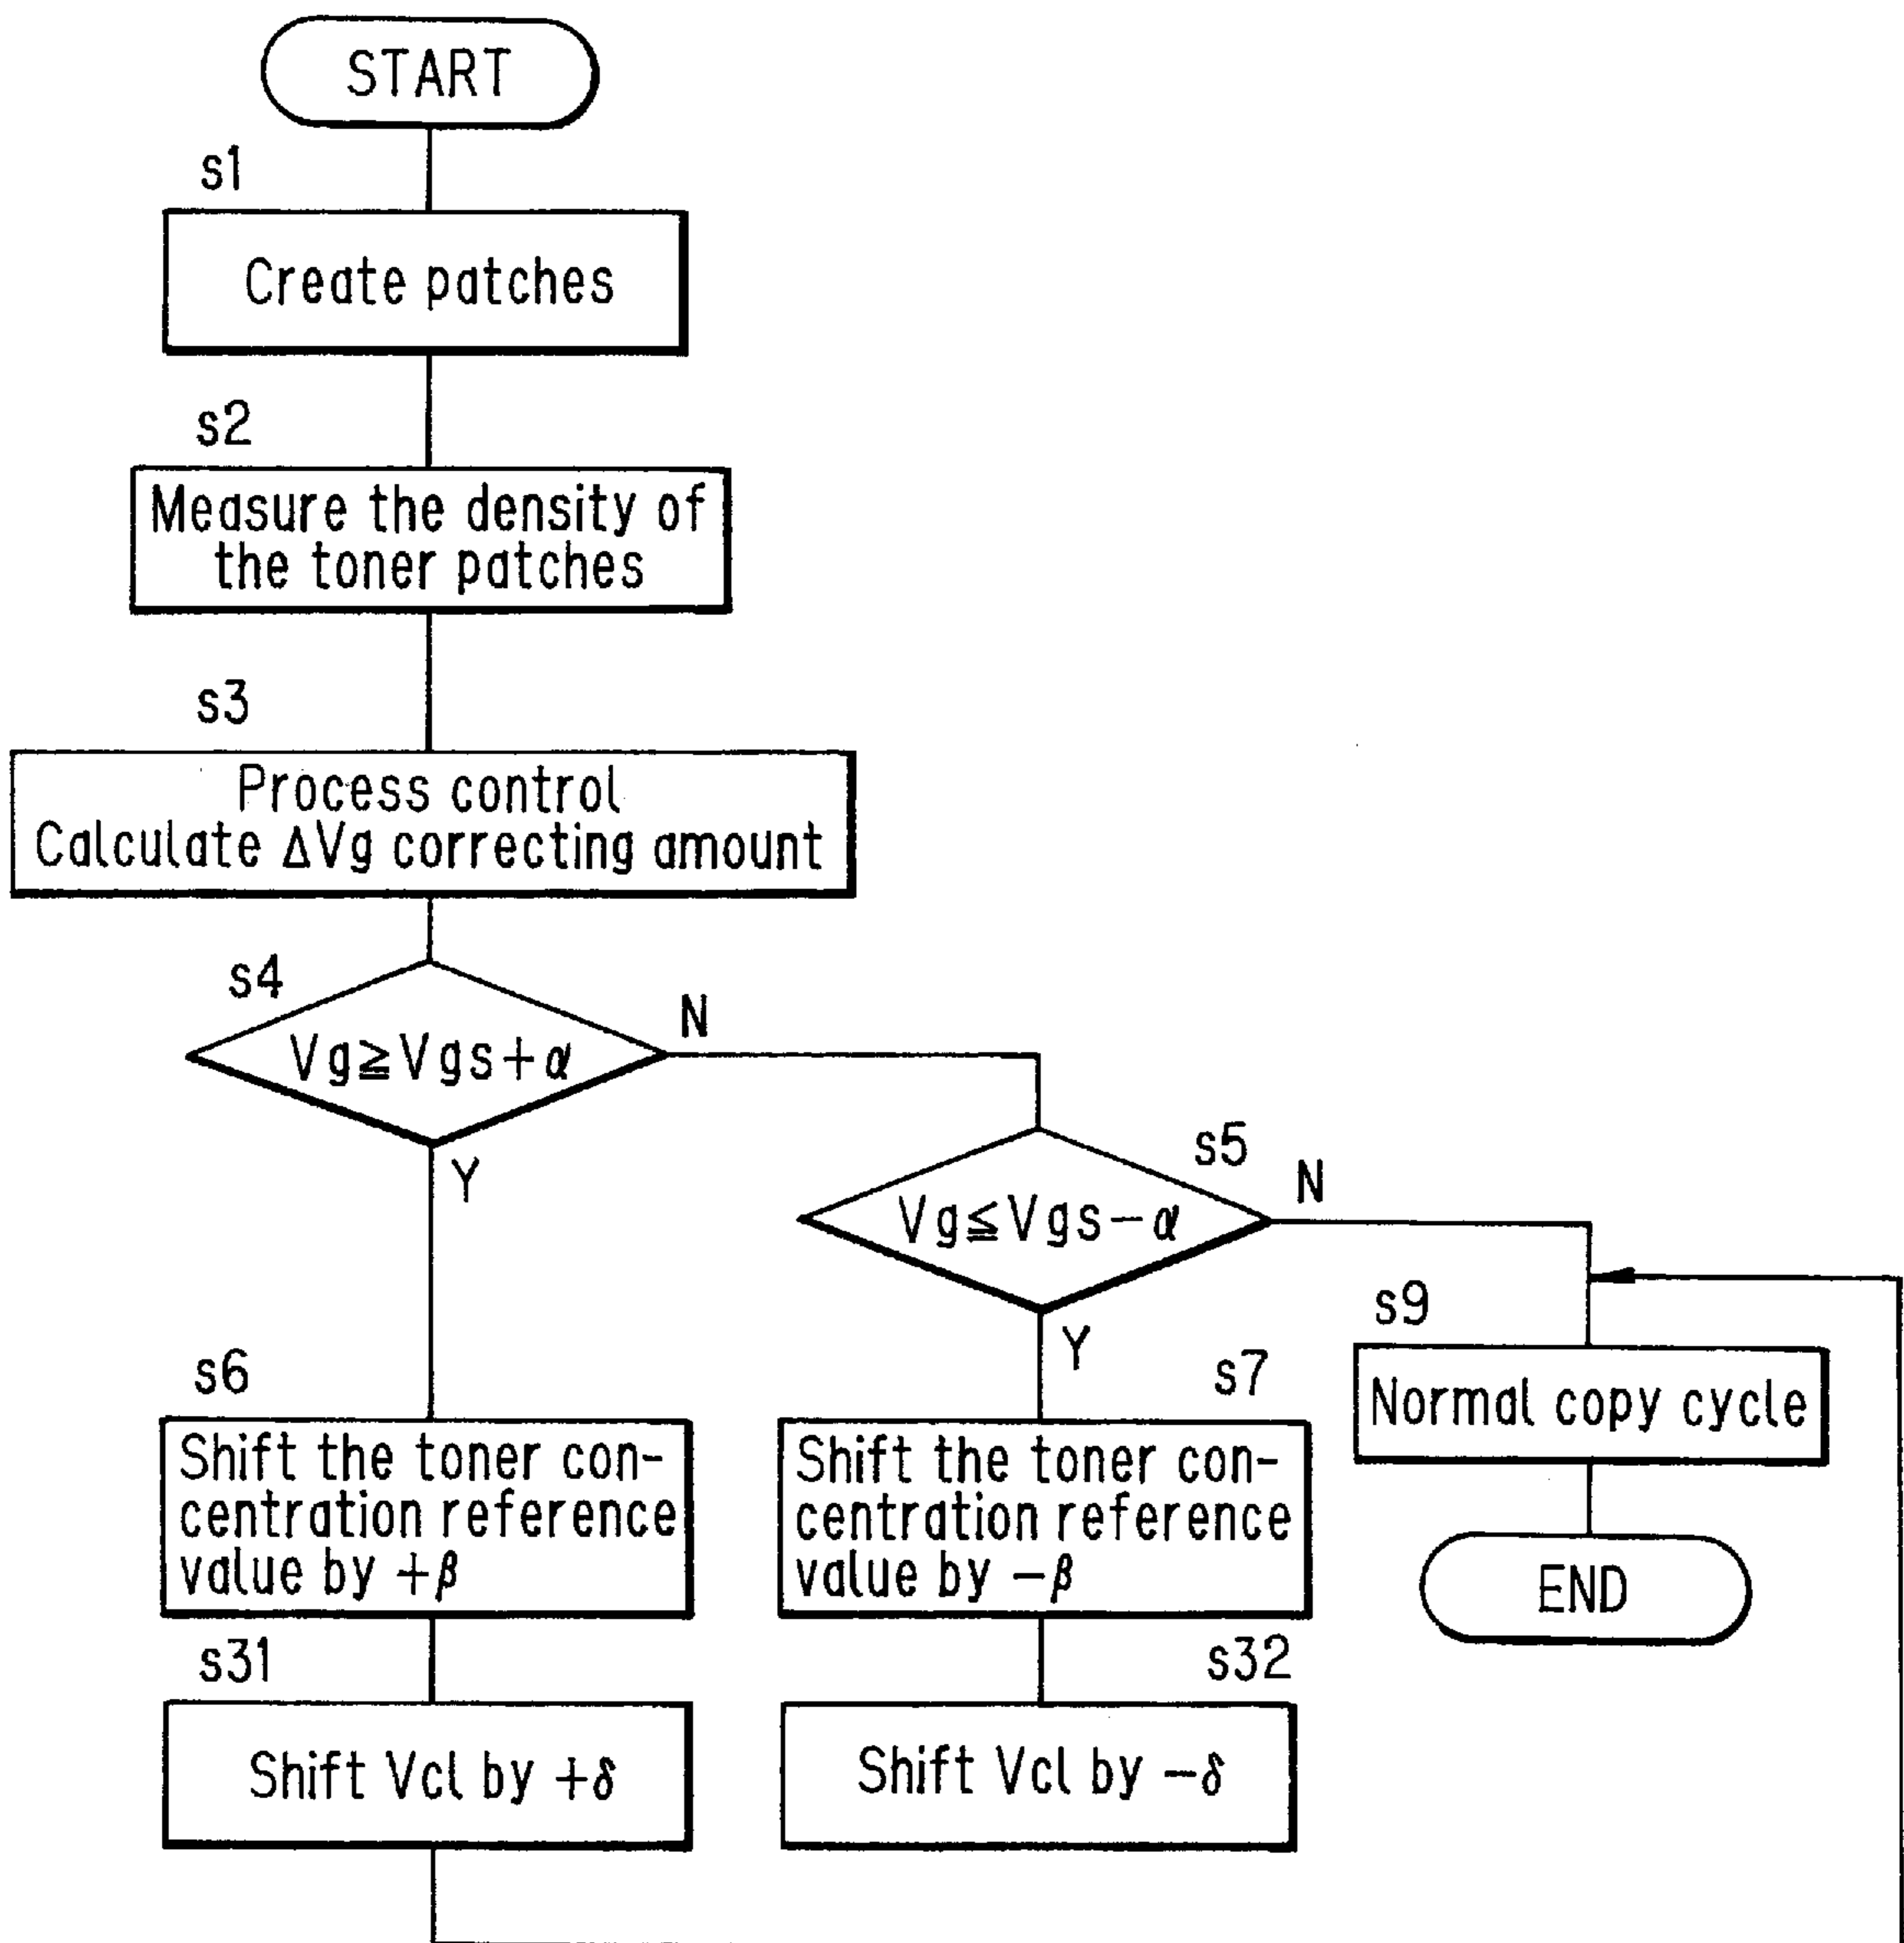 START
s1
Create patches
s2
Measure the density of
the toner patches
s3
Process control
Calculate ΔVg correcting amount
s4
Vg≧Vgs+α
N
Y
s5
Vg≦Vgs−α
N
Y
s9
Normal copy cycle
END
s6
Shift the toner con-
centration reference
value by +β
s7
Shift the toner con-
centration reference
value by −β
s31
Shift Vcl by +δ
s32
Shift Vcl by −δ